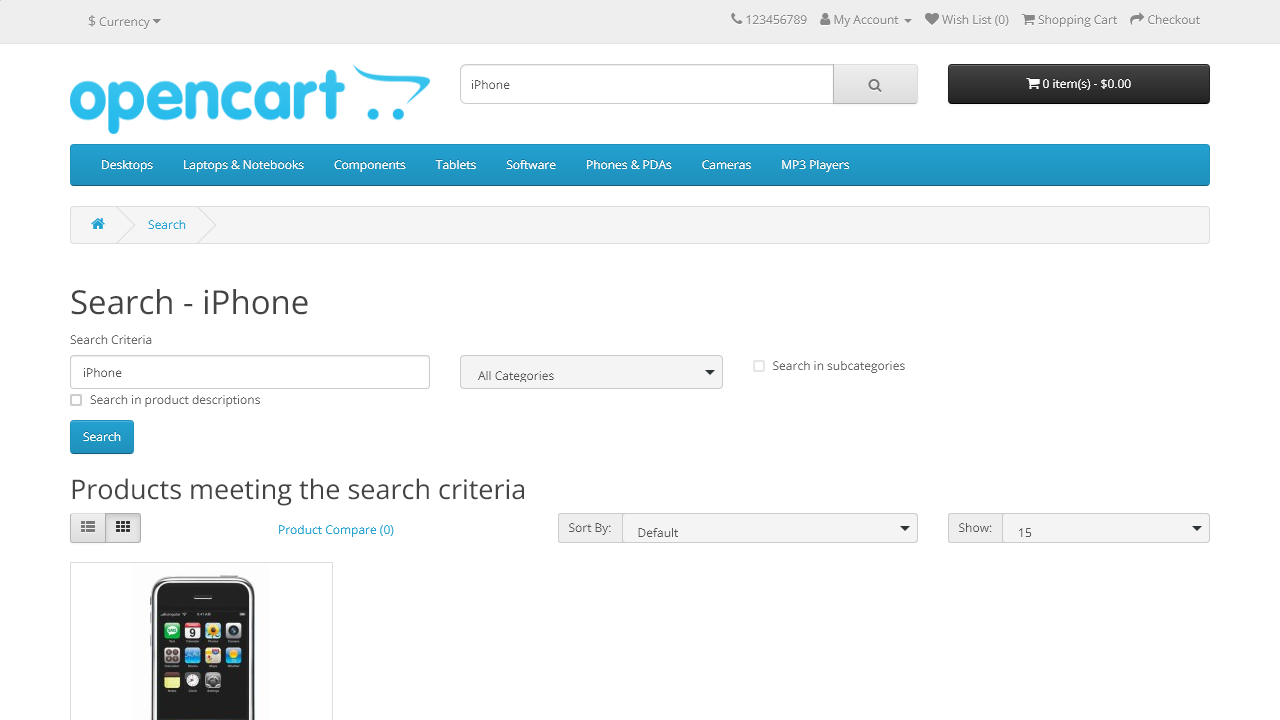 $ Currency
123456789 My Account Wish List (0) Shopping Cart Checkout
opencart
iPhone
0 item(s) - $0.00
Desktops Laptops & Notebooks Components Tablets Software Phones & PDAs Cameras MP3 Players
Search
Search - iPhone
Search Criteria
iPhone
All Categories
Search in subcategories
Search in product descriptions
Search
Products meeting the search criteria
Product Compare (0)
Sort By: Default
Show: 15